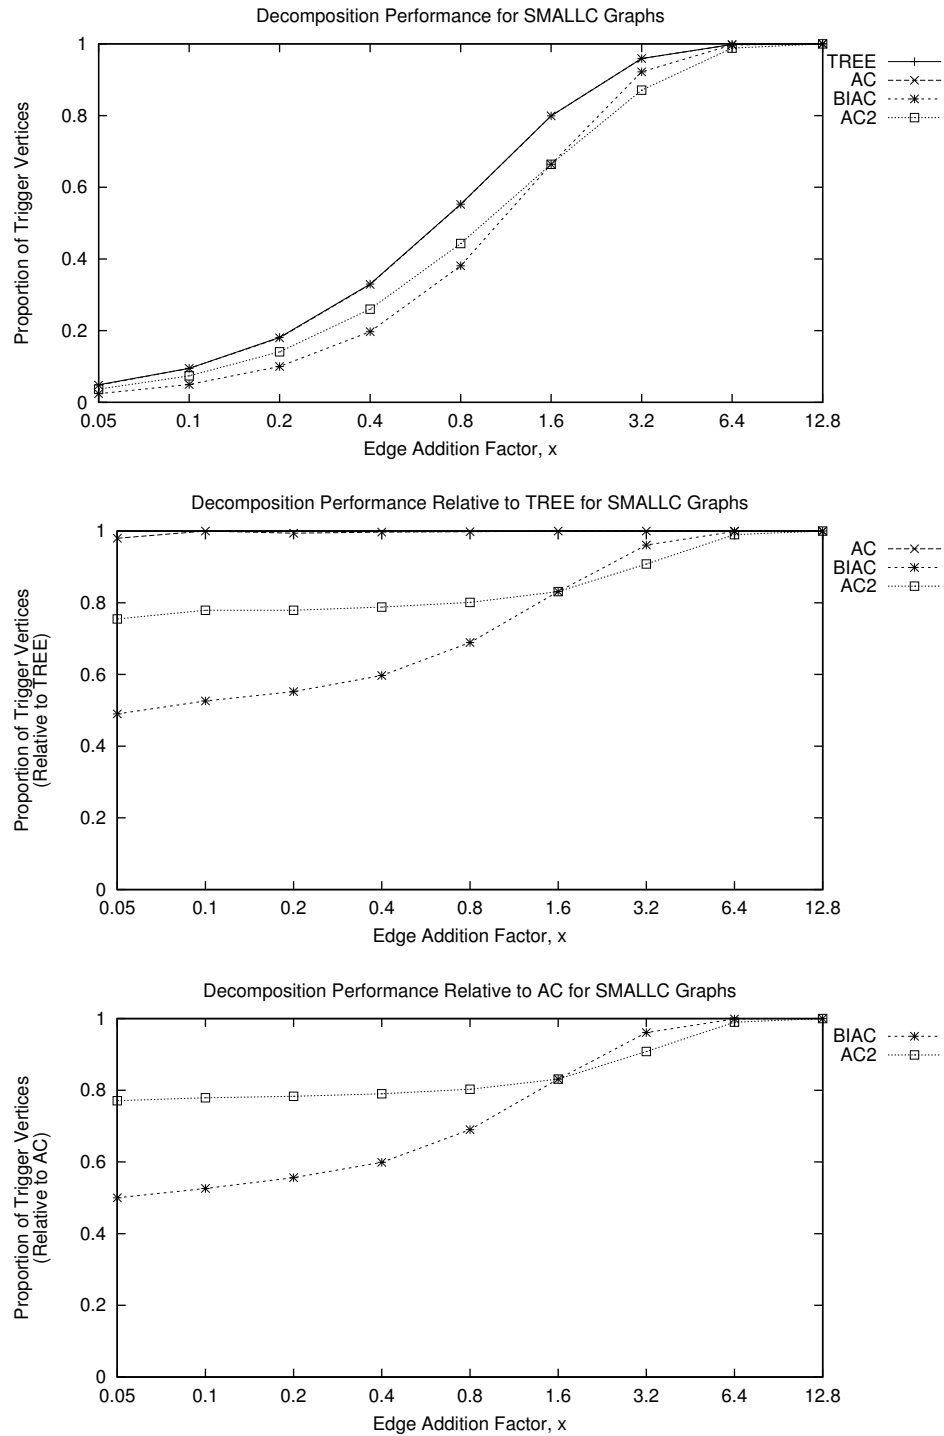 Decomposition Performance for SMALLC Graphs
Proportion of Trigger Vertices
1
0.8
0.6
0.4
0.2
0
0.05 0.1 0.2 0.4 0.8 1.6 3.2 6.4 12.8
Edge Addition Factor, x
TREE
AC
BIAC
AC2
Decomposition Performance Relative to TREE for SMALLC Graphs
Proportion of Trigger Vertices
(Relative to TREE)
1
0.8
0.6
0.4
0.2
0
0.05 0.1 0.2 0.4 0.8 1.6 3.2 6.4 12.8
Edge Addition Factor, x
AC
BIAC
AC2
Decomposition Performance Relative to AC for SMALLC Graphs
Proportion of Trigger Vertices
(Relative to AC)
1
0.8
0.6
0.4
0.2
0
0.05 0.1 0.2 0.4 0.8 1.6 3.2 6.4 12.8
Edge Addition Factor, x
BIAC
AC2